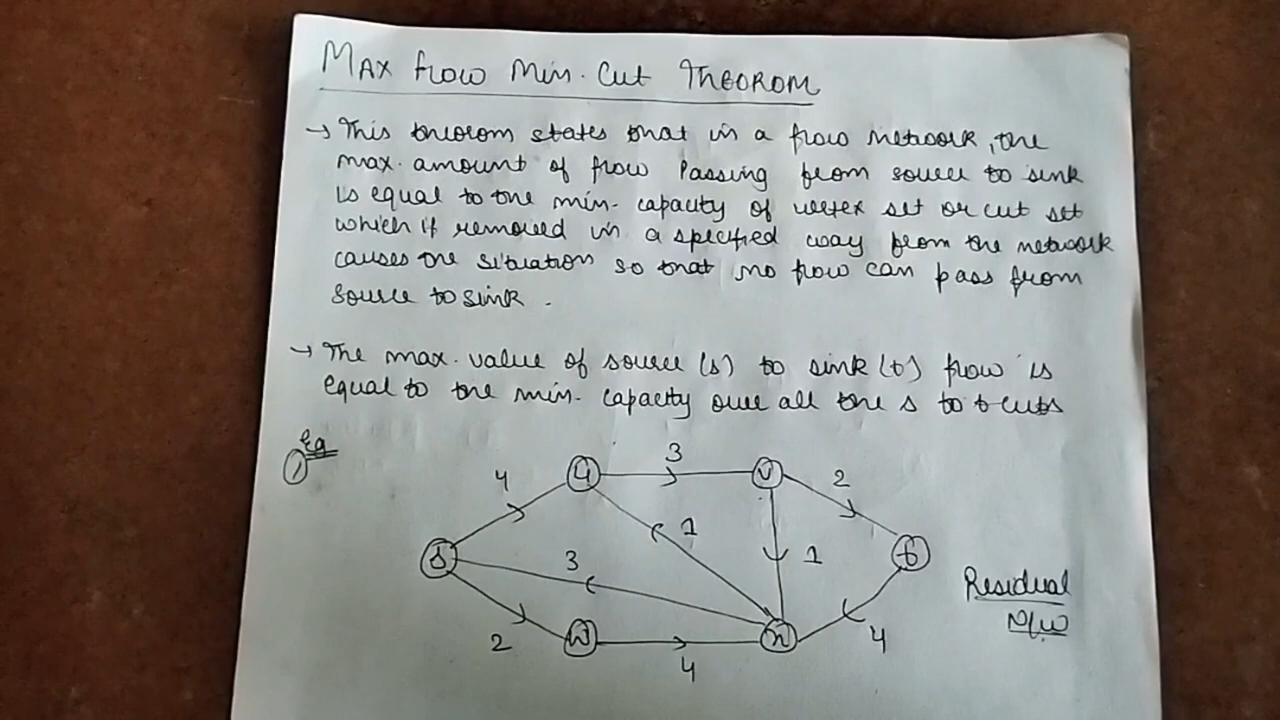 MAX flow Min. Cut THEOROM
→ This theorom states that in a flow network, the
max. amount of flow Passing from source to sink
is equal to the min. capacity of vertex set or cut set
which if removed in a specified way from the network
causes the situation so that no flow can pass from
source to sink.
→ The max. value of source (s) to sink (t) flow is
equal to the min. capacity over all the s to t cuts
Eg
1)
3
4
u
v
2
1
s
3
1
t
Residual
N/W
2
w
4
x
4